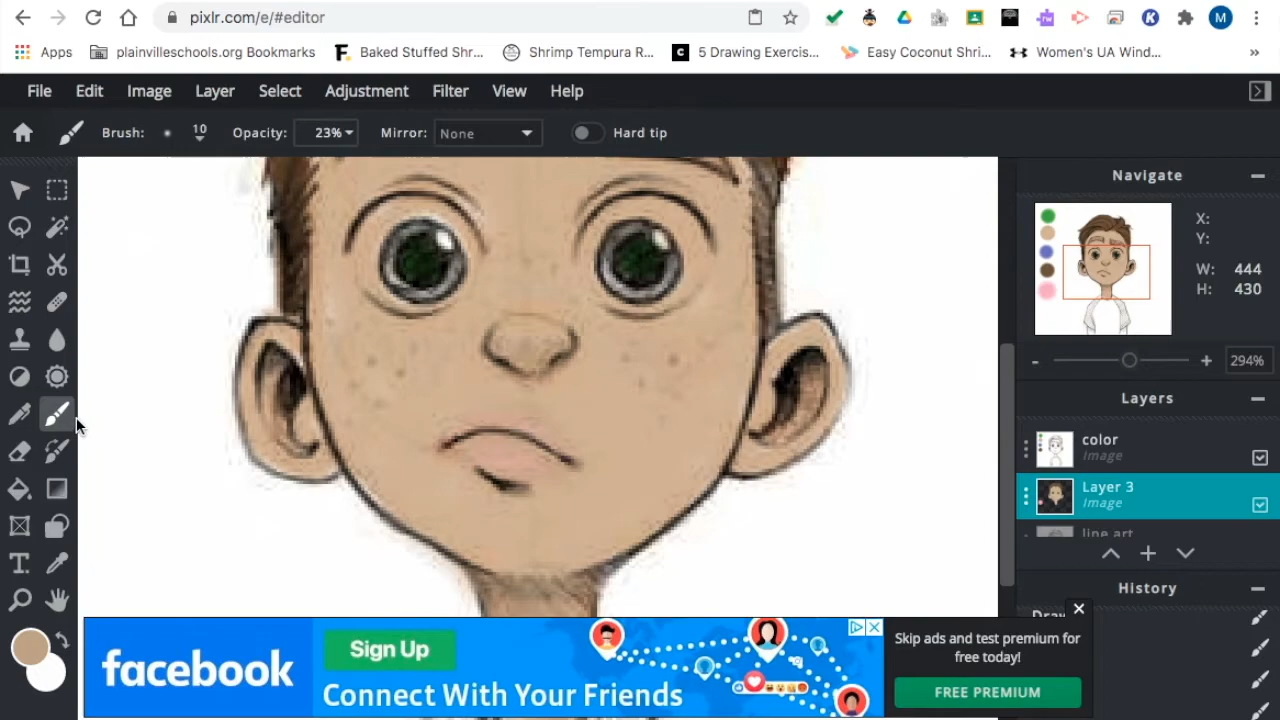 pixlr.com/e/#editor
M
Apps
plainvilleschools.org Bookmarks
Baked Stuffed Shr...
Shrimp Tempura R...
5 Drawing Exercis...
Easy Coconut Shri...
Women's UA Wind...
»
File Edit Image Layer Select Adjustment Filter View Help
Brush: 10 Opacity: 23% Mirror: None Hard tip
Navigate
X:
Y:
W: 444
H: 430
- + 294%
Layers
color
Image
Layer 3
Image
line art
History
Draw
T
facebook
Sign Up
Connect With Your Friends
Skip ads and test premium for
free today!
FREE PREMIUM